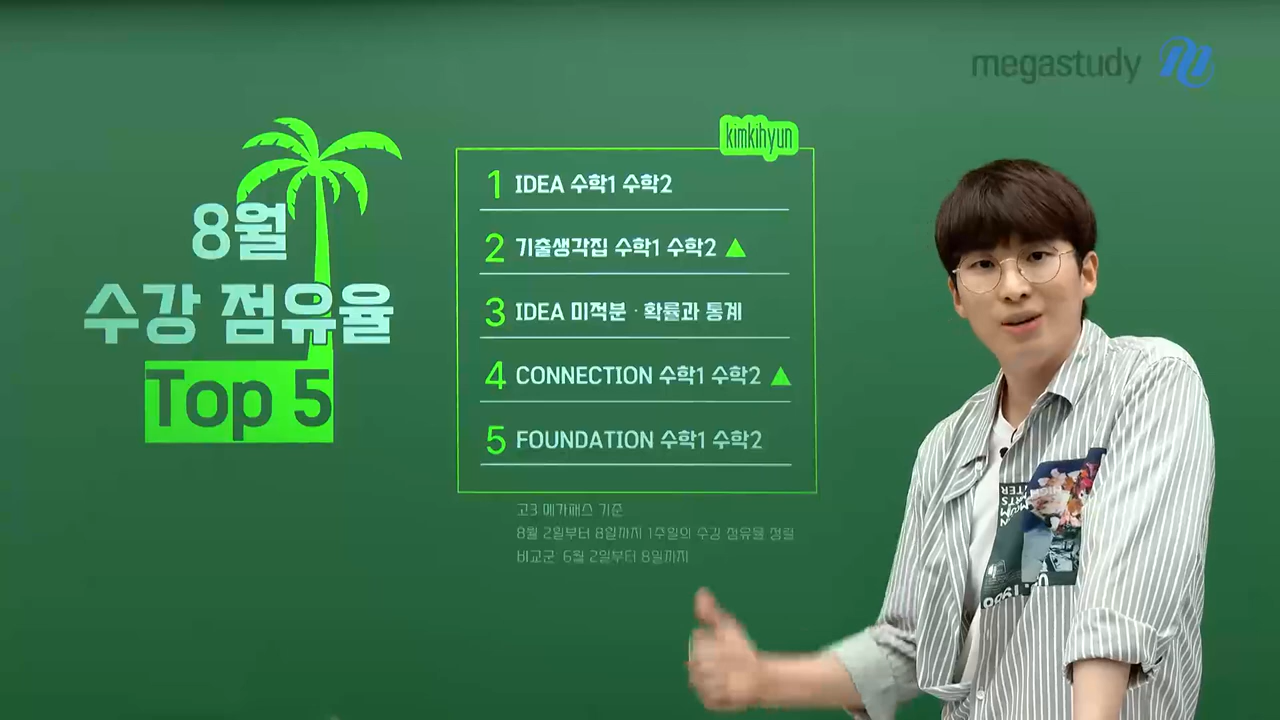 megastudy
8월
수강 점유율
Top 5
kimkihyun
1 IDEA 수학1 수학2
2 기출생각집 수학1 수학2 ▲
3 IDEA 미적분 · 확률과 통계
4 CONNECTION 수학1 수학2 ▲
5 FOUNDATION 수학1 수학2
고3 메가패스 기준
8월 2일부터 8일까지 1주일의 수강 점유율 정렬
비교군 6월 2일부터 8일까지